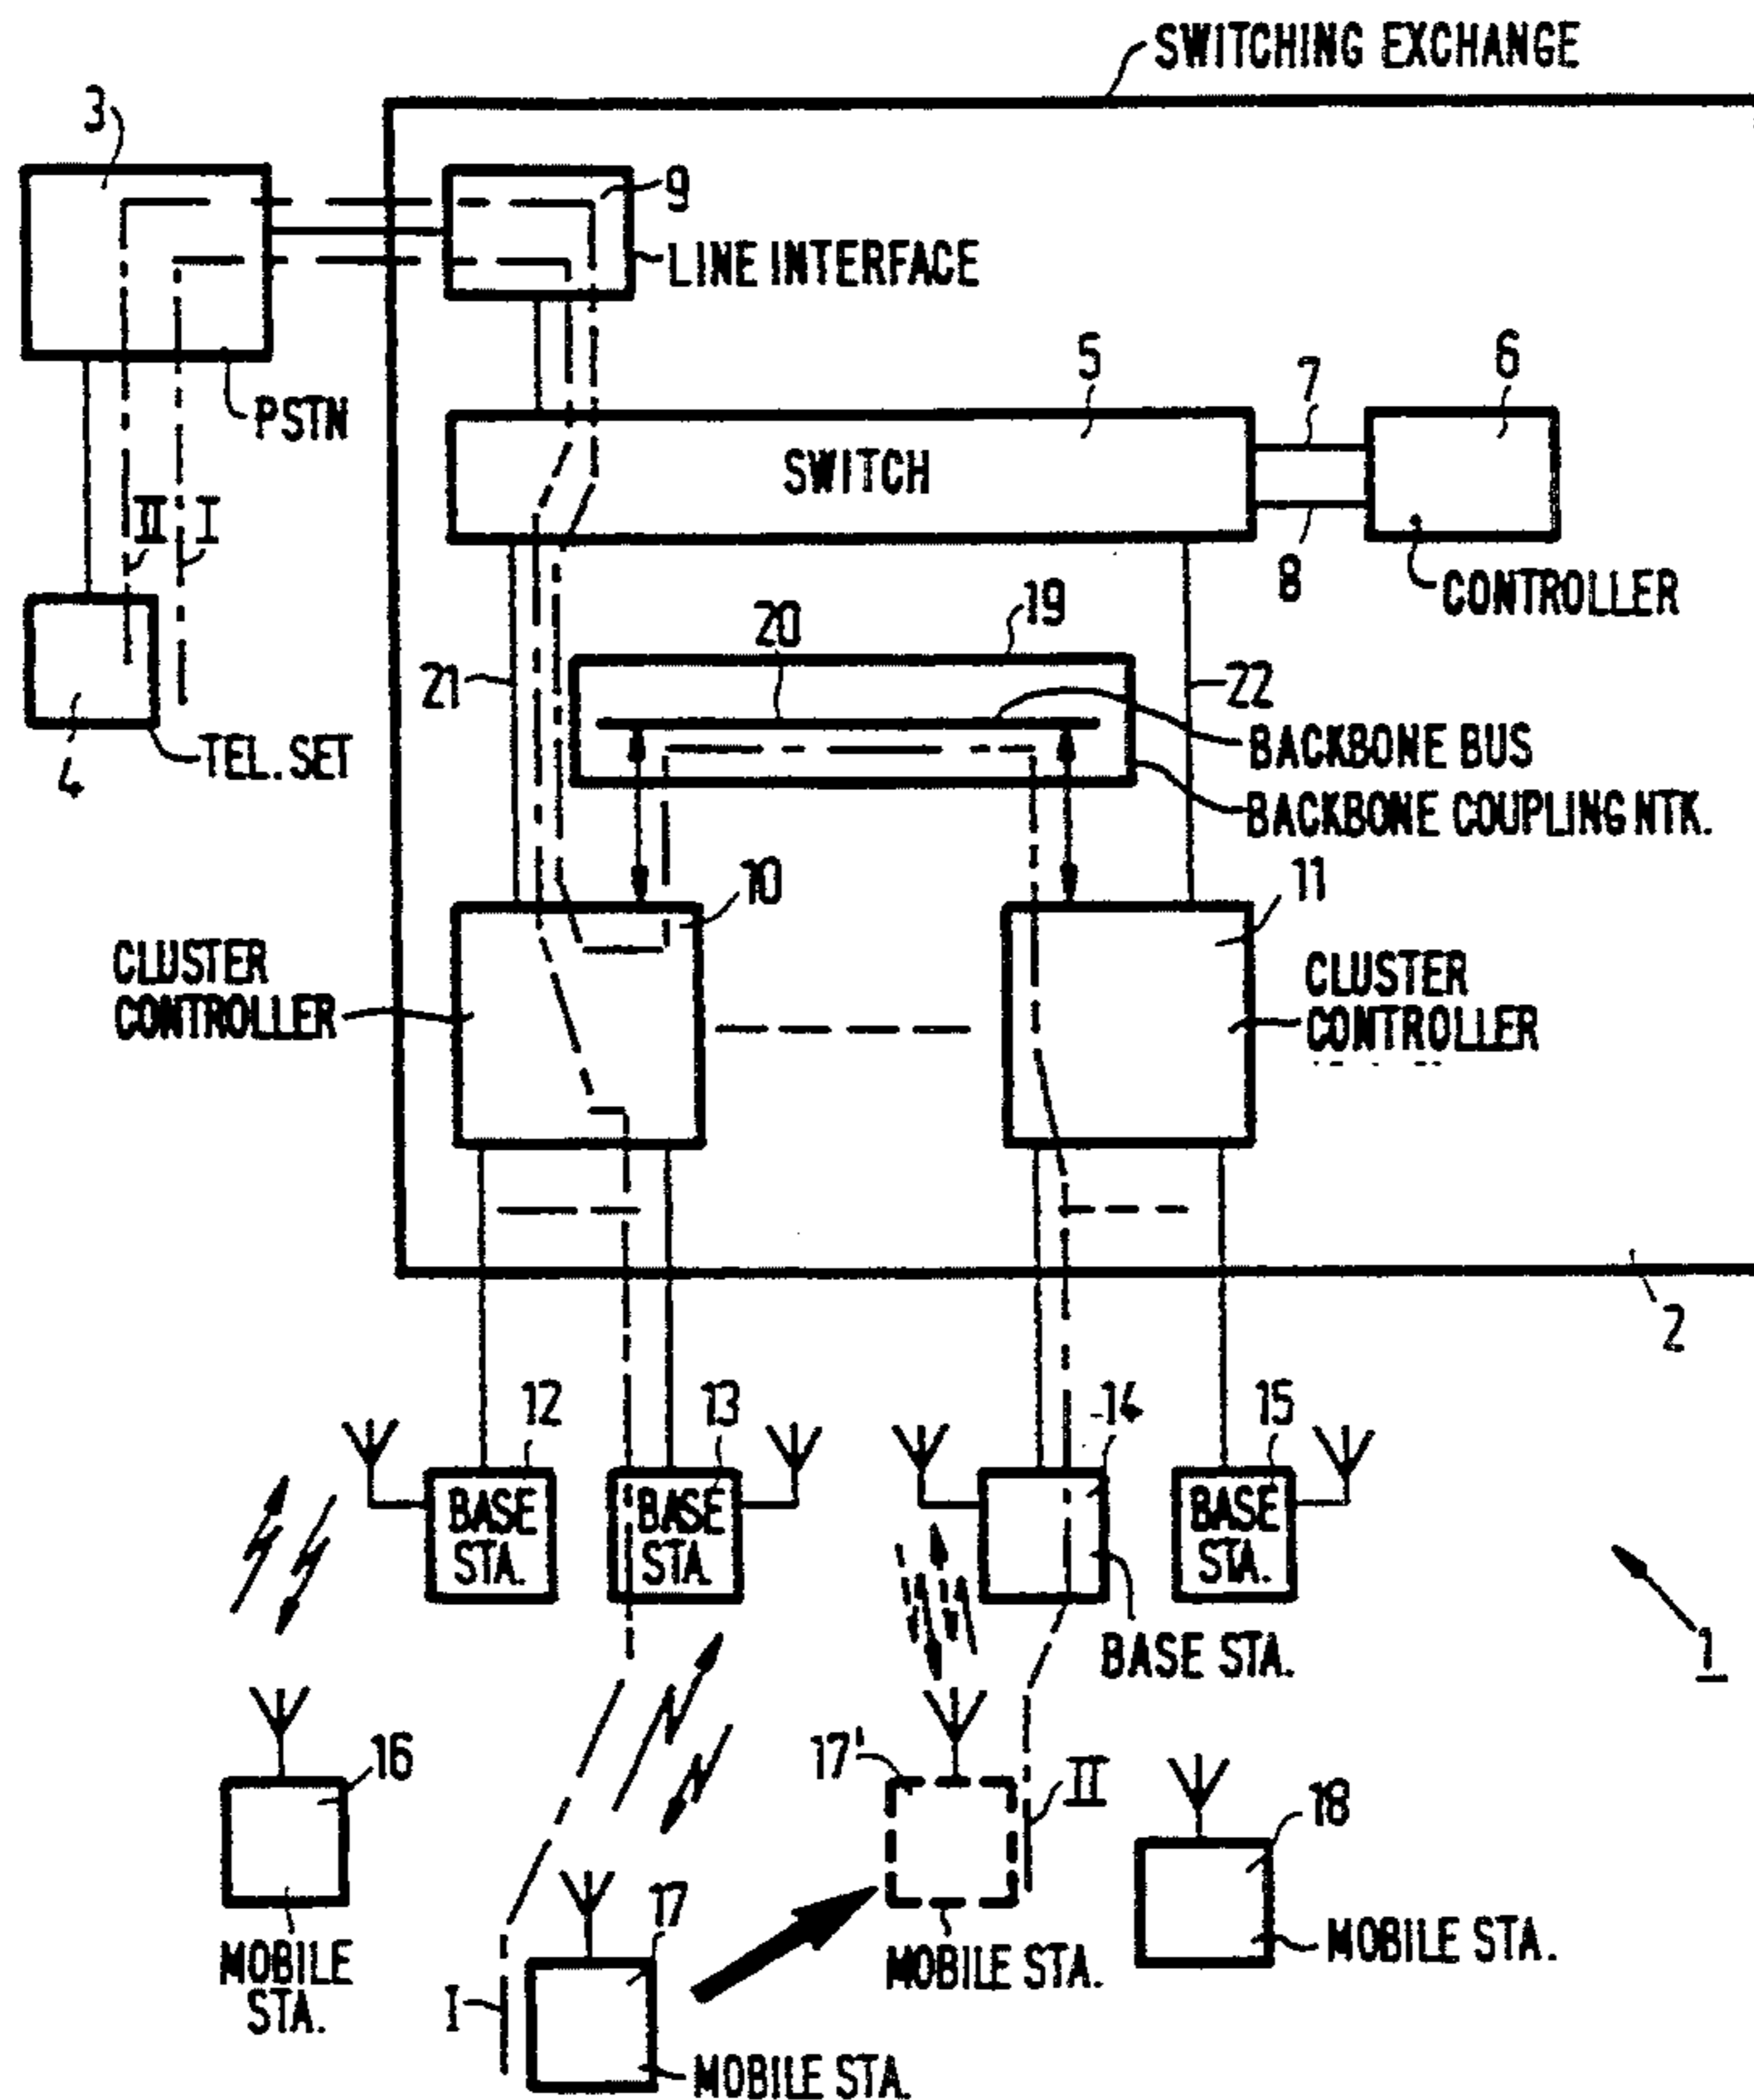 SWITCHING EXCHANGE
3
9
LINE INTERFACE
PSTN
5
7
6
SWITCH
8
CONTROLLER
II
I
4
TEL. SET
19
20
21
22
BACKBONE BUS
BACKBONE COUPLING NTK.
10
11
CLUSTER
CONTROLLER
CLUSTER
CONTROLLER
2
12
13
14
15
BASE
STA.
BASE
STA.
BASE
STA.
BASE STA.
1
16
17'
II
18
MOBILE
STA.
I
17
MOBILE STA.
MOBILE STA.
MOBILE STA.